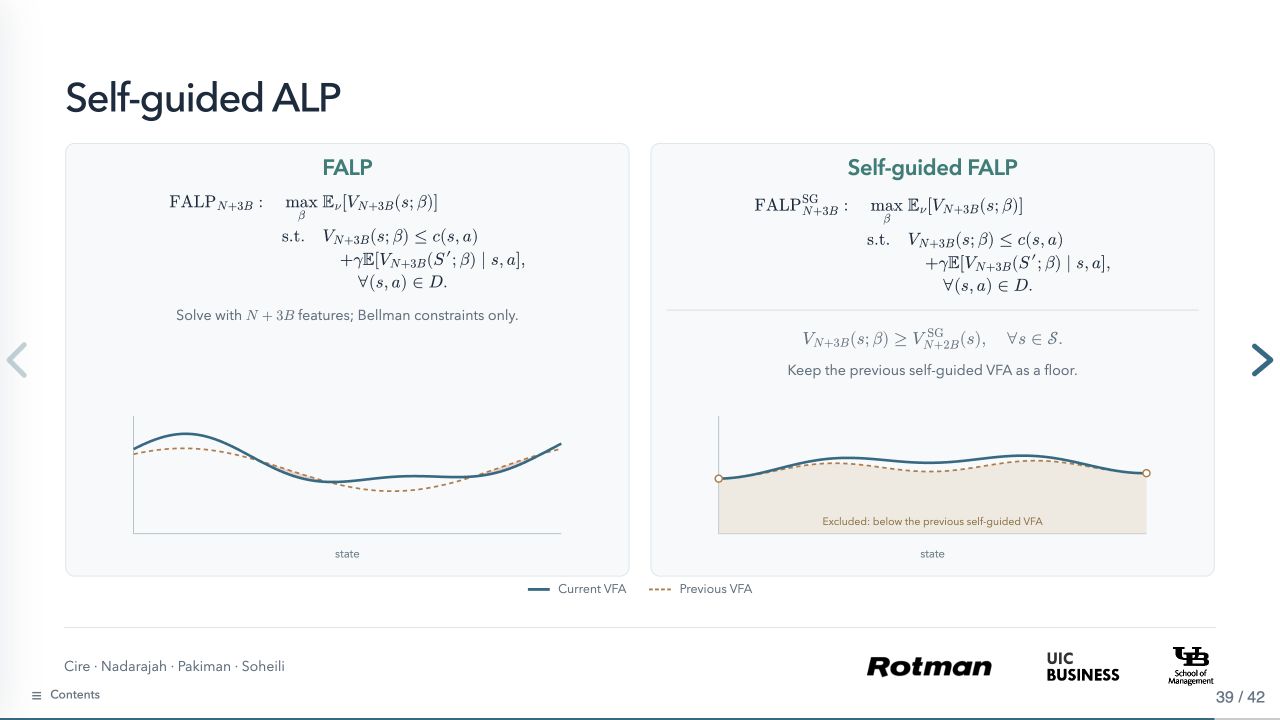 Self-guided ALP
FALP
FALP_{N+3B} : max_β 𝔼_ν[V_{N+3B}(s; β)]
s.t. V_{N+3B}(s; β) ≤ c(s, a)
+γ𝔼[V_{N+3B}(S′; β) | s, a],
∀(s, a) ∈ D.
Solve with N + 3B features; Bellman constraints only.
state
Self-guided FALP
FALP^{SG}_{N+3B} : max_β 𝔼_ν[V_{N+3B}(s; β)]
s.t. V_{N+3B}(s; β) ≤ c(s, a)
+γ𝔼[V_{N+3B}(S′; β) | s, a],
∀(s, a) ∈ D.
V_{N+3B}(s; β) ≥ V^{SG}_{N+2B}(s), ∀s ∈ 𝒮.
Keep the previous self-guided VFA as a floor.
Excluded: below the previous self-guided VFA
state
Current VFA Previous VFA
Cire · Nadarajah · Pakiman · Soheili
Rotman
UIC
BUSINESS
UB
School of
Management
☰ Contents
39 / 42